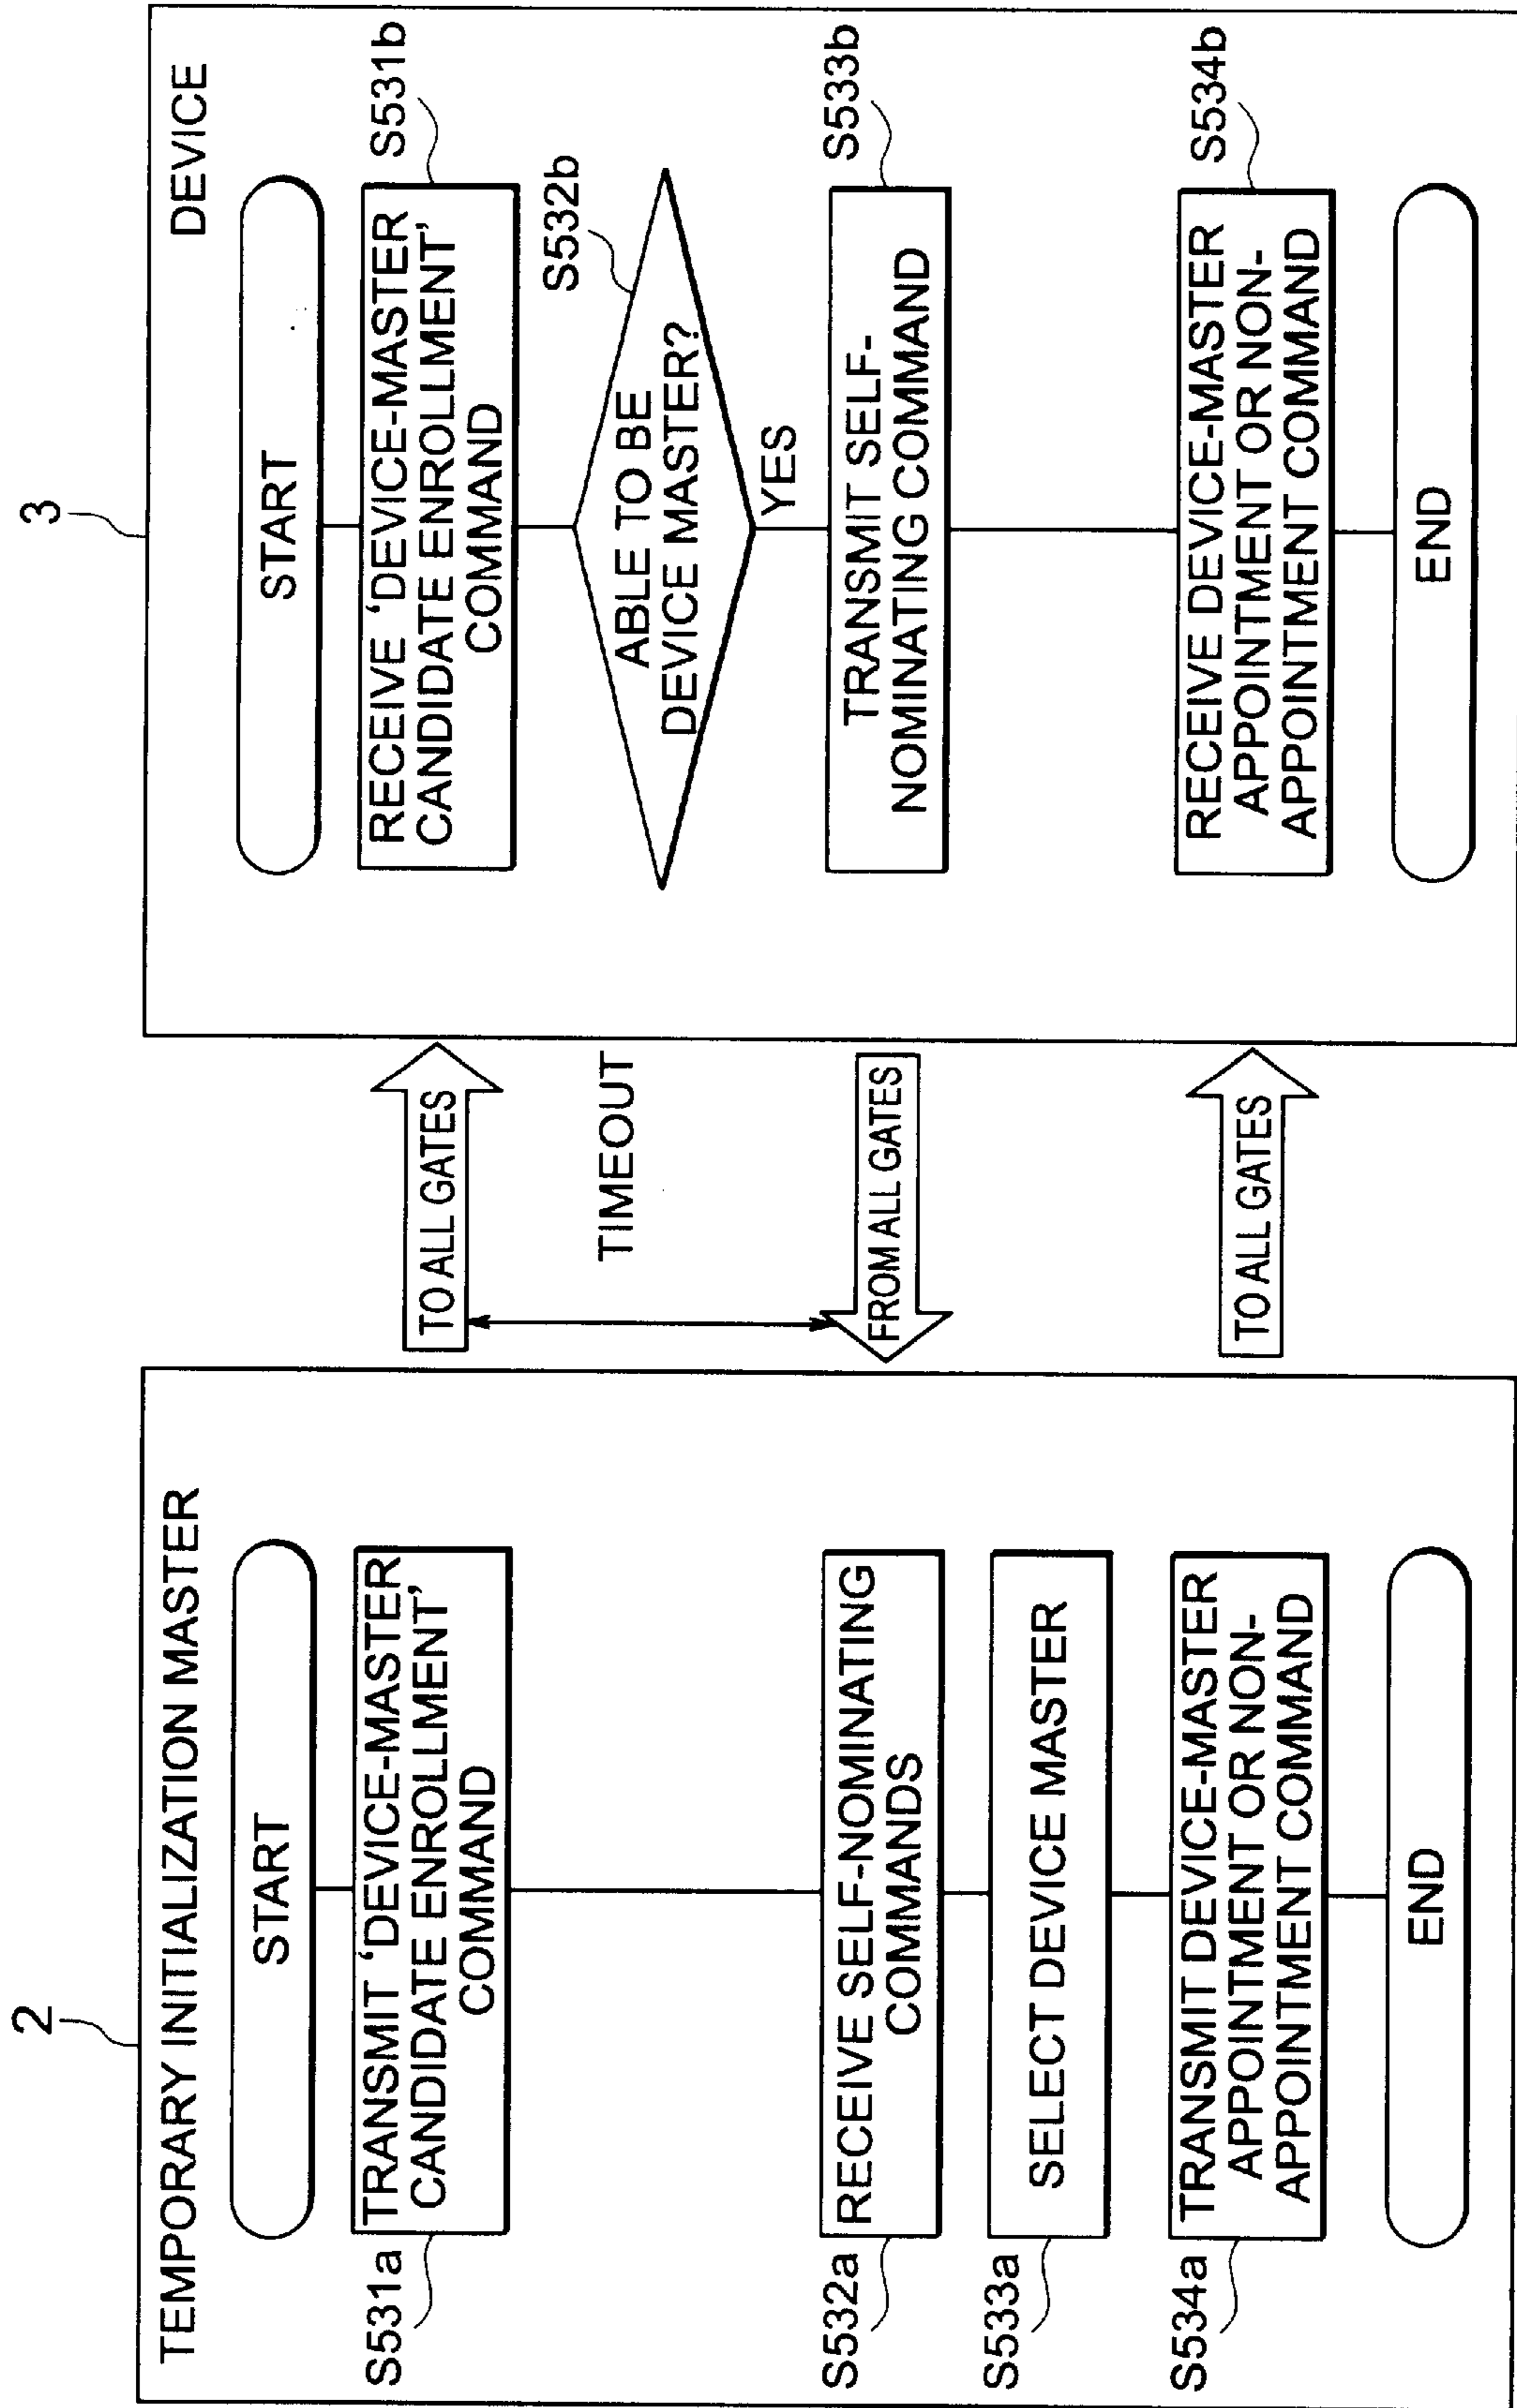 2
TEMPORARY INITIALIZATION MASTER
START
S531a
TRANSMIT ‘DEVICE-MASTER
CANDIDATE ENROLLMENT’
COMMAND
S532a
RECEIVE SELF-NOMINATING
COMMANDS
S533a
SELECT DEVICE MASTER
S534a
TRANSMIT DEVICE-MASTER
APPOINTMENT OR NON-
APPOINTMENT COMMAND
END
TO ALL GATES
TIMEOUT
FROM ALL GATES
TO ALL GATES
3
DEVICE
START
RECEIVE ‘DEVICE-MASTER
CANDIDATE ENROLLMENT’
COMMAND
S531b
ABLE TO BE
DEVICE MASTER?
S532b
YES
TRANSMIT SELF-
NOMINATING COMMAND
S533b
RECEIVE DEVICE-MASTER
APPOINTMENT OR NON-
APPOINTMENT COMMAND
S534b
END